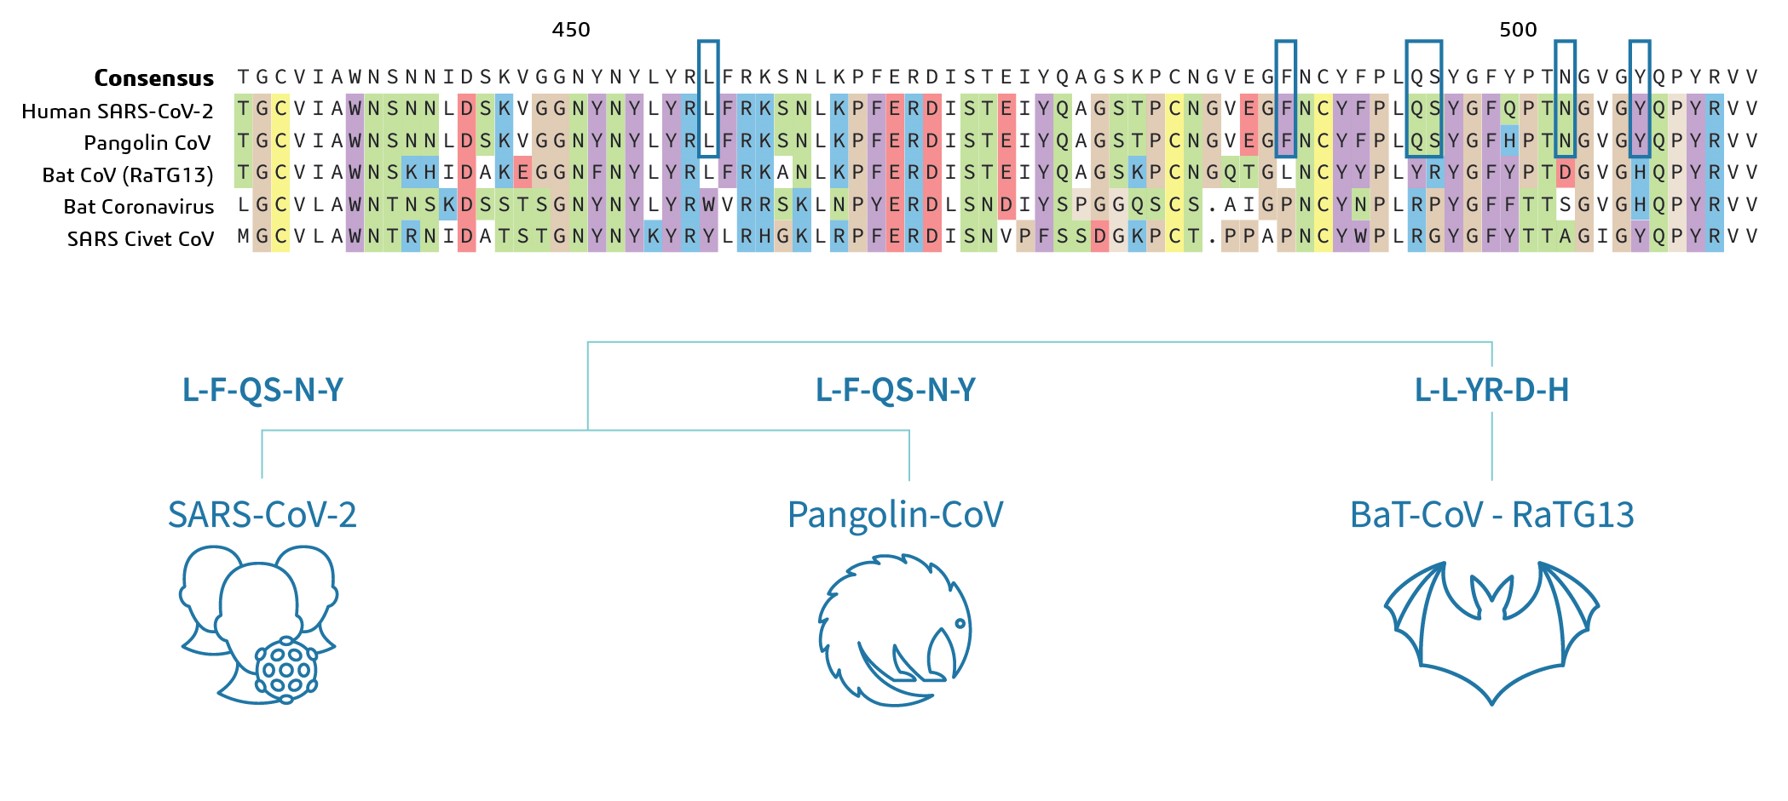 450 500
Consensus TGCVIAWNSNNIDSKVGGNYNYLYRLFRKSNLKPFERDISTEIYQAGSKPCNGVEGFNCYFPLQSYGFYPTNGVGYQPYRVV
Human SARS-CoV-2 TGCVIAWNSNNLDSKVGGNYNYLYRLFRKSNLKPFERDISTEIYQAGSTPCNGVEGFNCYFPLQSYGFQPTNGVGYQPYRVV
Pangolin CoV TGCVIAWNSNNLDSKVGGNYNYLYRLFRKSNLKPFERDISTEIYQAGSTPCNGVEGFNCYFPLQSYGFHPTNGVGYQPYRVV
Bat CoV (RaTG13) TGCVIAWNSKHIDAKEGGNFNYLYRLFRKANLKPFERDISTEIYQAGSKPCNGQTGLNCYYPLYRYGFYPTDGVGHQPYRVV
Bat Coronavirus LGCVLAWNTNSKDSSTSGNYNYLYRWVRRSKLNPYERDLSNDIYSPGGQSCS.AIGPNCYNPLRPYGFFTTSGVGHQPYRVV
SARS Civet CoV MGCVLAWNTRNIDATSTGNYNYKYRYLRHGKLRPFERDISNVPFSSDGKPCT.PPAPNCYWPLRGYGFYTTAGIGYQPYRVV
L-F-QS-N-Y L-F-QS-N-Y L-L-YR-D-H
SARS-CoV-2 Pangolin-CoV BaT-CoV - RaTG13